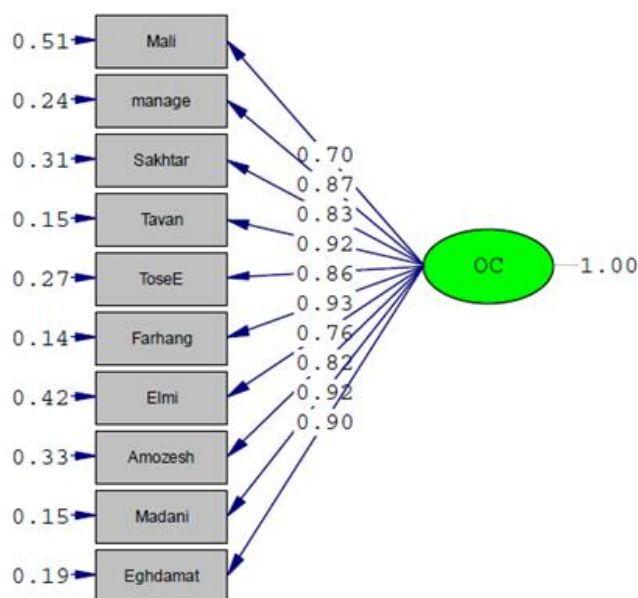 0.51 Mali
0.24 manage
0.31 Sakhtar
0.15 Tavan
0.27 ToseE
0.14 Farhang
0.42 Elmi
0.33 Amozesh
0.15 Madani
0.19 Eghdamat
0.70
0.87
0.83
0.92
0.86
0.93
0.76
0.82
0.92
0.90
OC 1.00